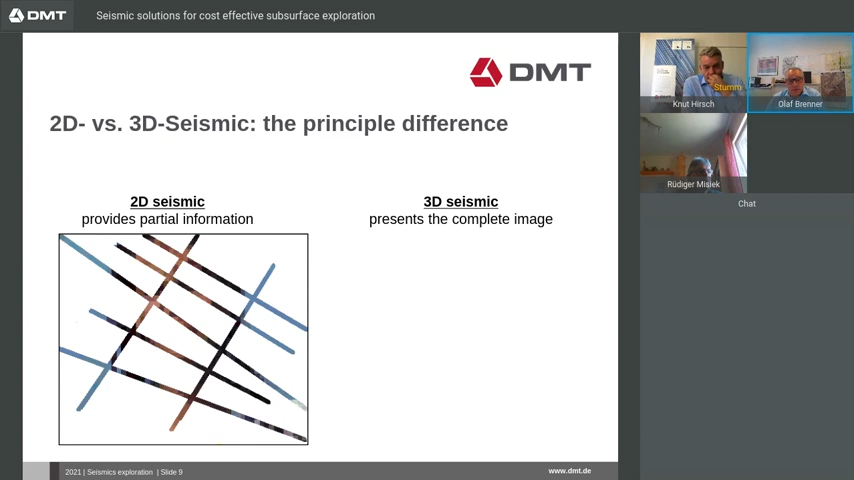 DMT
Seismic solutions for cost effective subsurface exploration
DMT
2D- vs. 3D-Seismic: the principle difference
2D seismic
provides partial information
3D seismic
presents the complete image
2021 | Seismics exploration | Slide 9
www.dmt.de
Stumm
Knut Hirsch
Olaf Brenner
Rüdiger Misiek
Chat